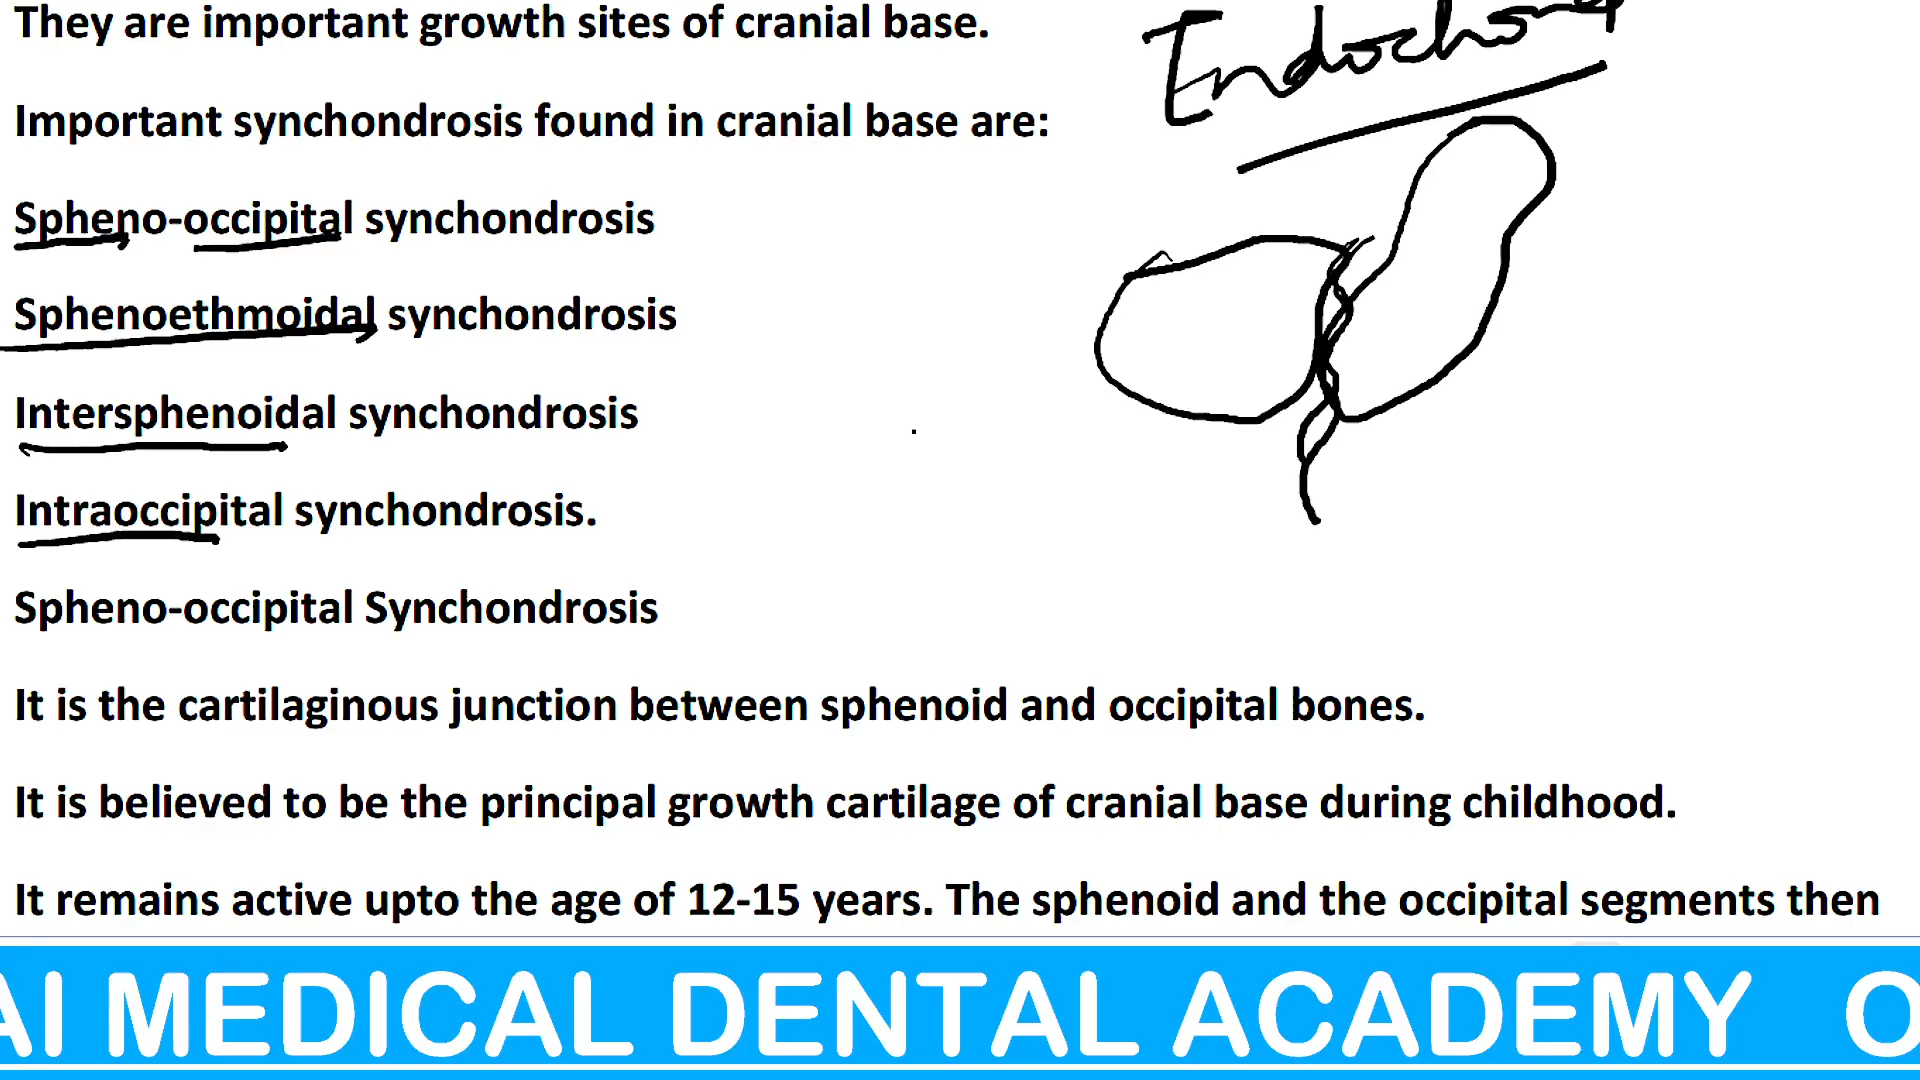 They are important growth sites of cranial base.
Endochon
Important synchondrosis found in cranial base are:
Spheno-occipital synchondrosis
Sphenoethmoidal synchondrosis
Intersphenoidal synchondrosis
Intraoccipital synchondrosis.
Spheno-occipital Synchondrosis
It is the cartilaginous junction between sphenoid and occipital bones.
It is believed to be the principal growth cartilage of cranial base during childhood.
It remains active upto the age of 12-15 years. The sphenoid and the occipital segments then
AI MEDICAL DENTAL ACADEMY O